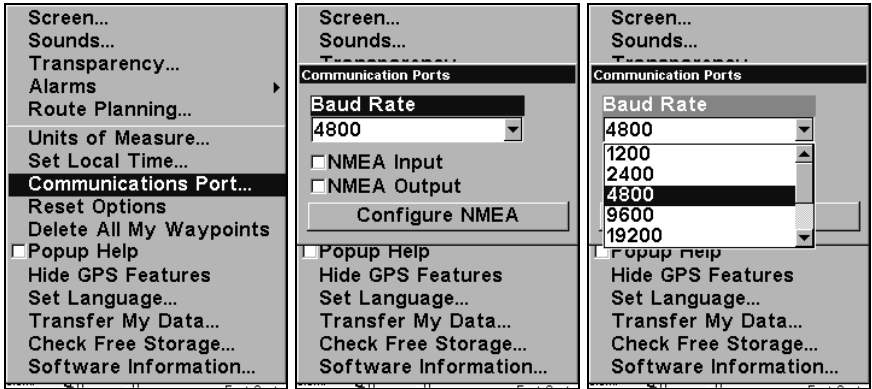 Screen...
Sounds...
Transparency...
Alarms
Route Planning...
Units of Measure...
Set Local Time...
Communications Port...
Reset Options
Delete All My Waypoints
Popup Help
Hide GPS Features
Set Language...
Transfer My Data...
Check Free Storage...
Software Information...
Screen...
Sounds...
Transparency...
Communication Ports
Baud Rate
4800
NMEA Input
NMEA Output
Configure NMEA
Popup Help
Hide GPS Features
Set Language...
Transfer My Data...
Check Free Storage...
Software Information...
Screen...
Sounds...
Transparency...
Communication Ports
Baud Rate
4800
1200
2400
4800
9600
19200
Popup Help
Hide GPS Features
Set Language...
Transfer My Data...
Check Free Storage...
Software Information...